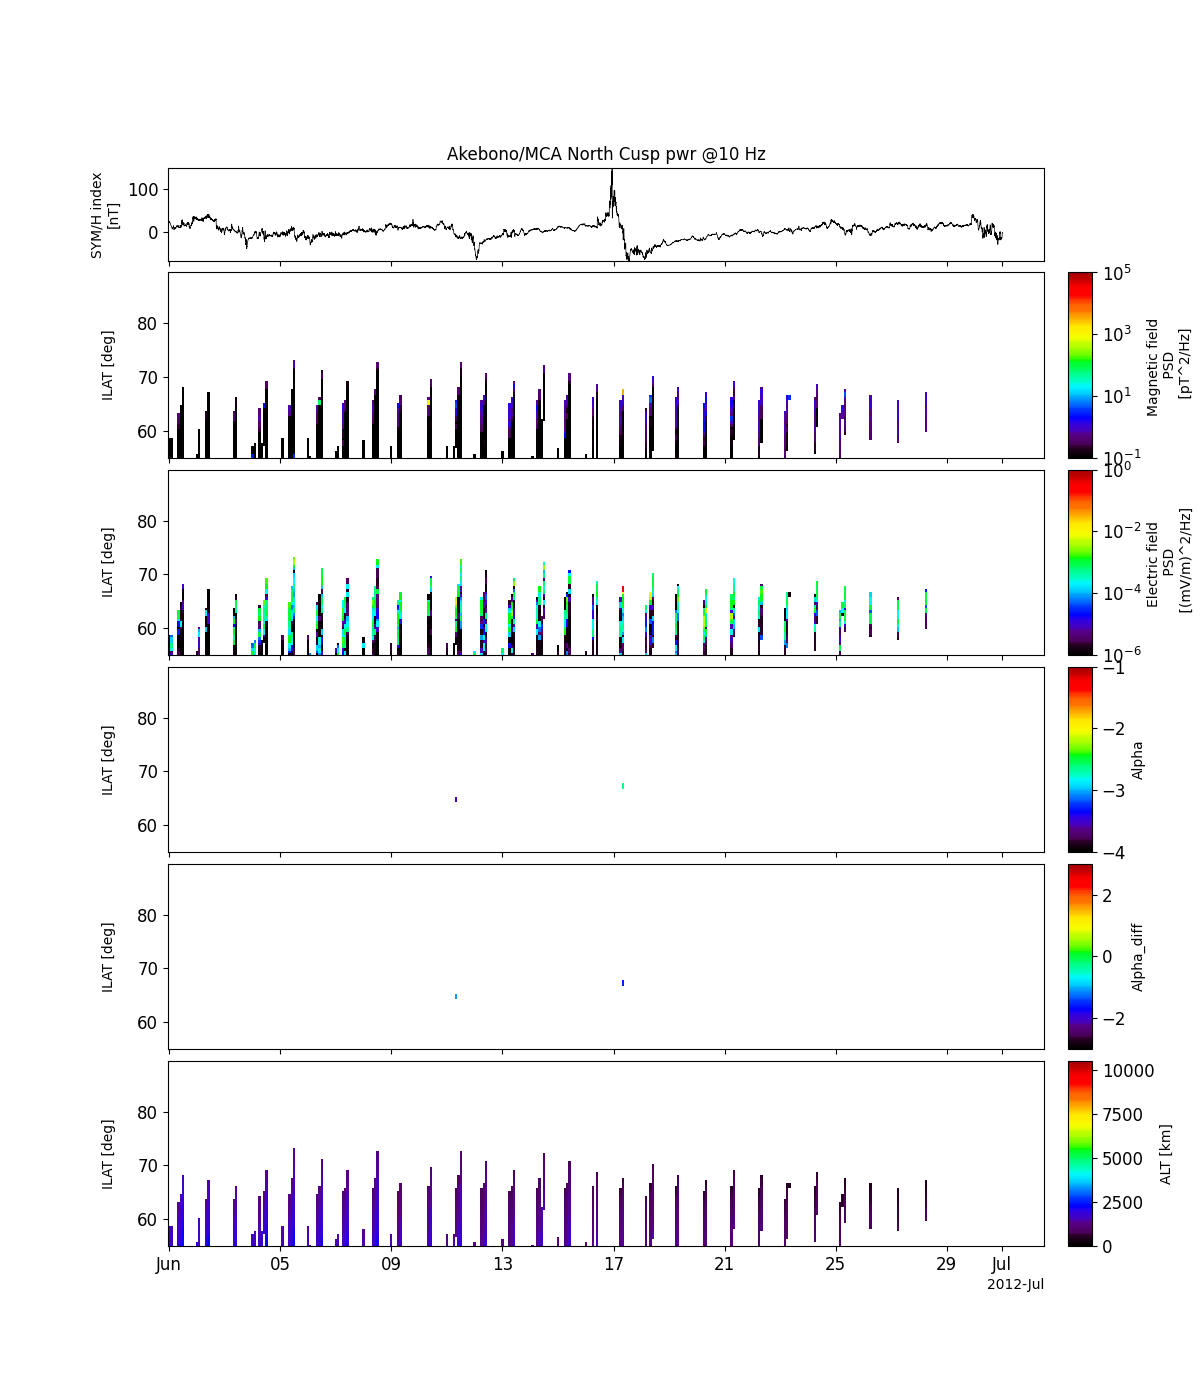 Akebono/MCA North Cusp pwr @10 Hz
SYM/H index
[nT]
100
0
ILAT [deg]
80
70
60
10^5
10^3
10^1
10^-1
Magnetic field
PSD
[pT^2/Hz]
ILAT [deg]
80
70
60
10^0
10^-2
10^-4
10^-6
Electric field
PSD
[(mV/m)^2/Hz]
ILAT [deg]
80
70
60
−1
−2
−3
−4
Alpha
ILAT [deg]
80
70
60
2
0
−2
Alpha_diff
ILAT [deg]
80
70
60
10000
7500
5000
2500
0
ALT [km]
Jun 05 09 13 17 21 25 29 Jul
2012-Jul